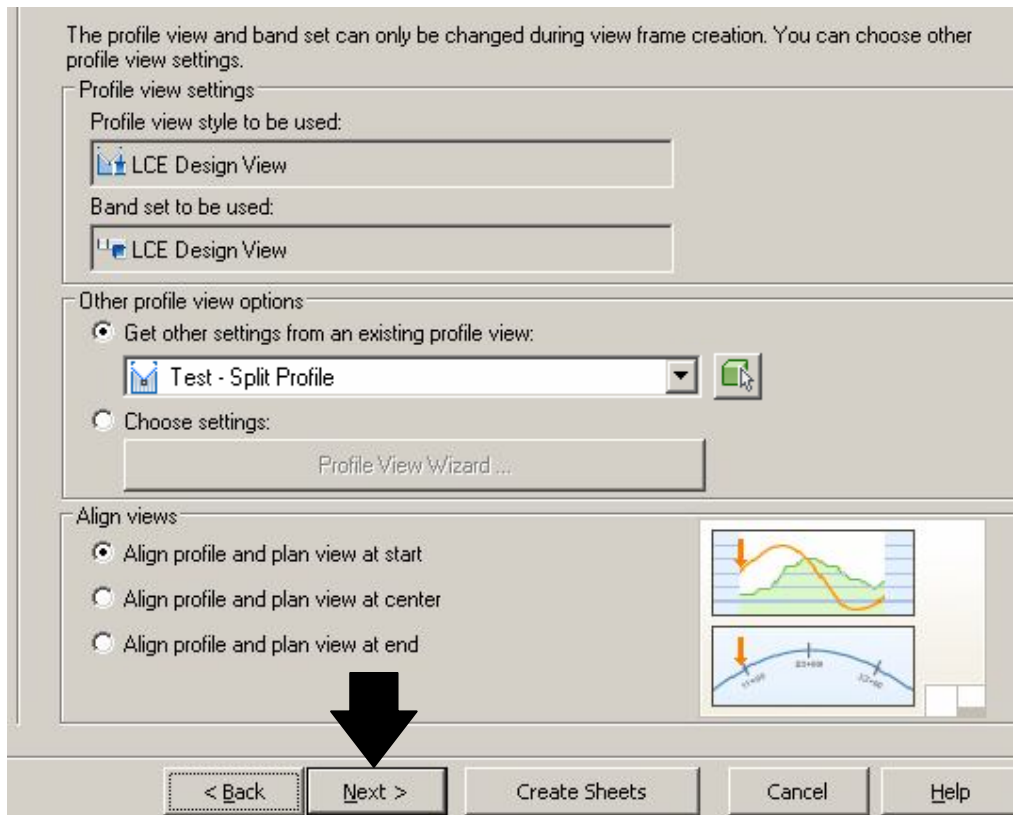 The profile view and band set can only be changed during view frame creation. You can choose other
profile view settings.
Profile view settings
Profile view style to be used:
LCE Design View
Band set to be used:
LCE Design View
Other profile view options
Get other settings from an existing profile view:
Test - Split Profile
Choose settings:
Profile View Wizard ...
Align views
Align profile and plan view at start
Align profile and plan view at center
Align profile and plan view at end
< Back
Next >
Create Sheets
Cancel
Help